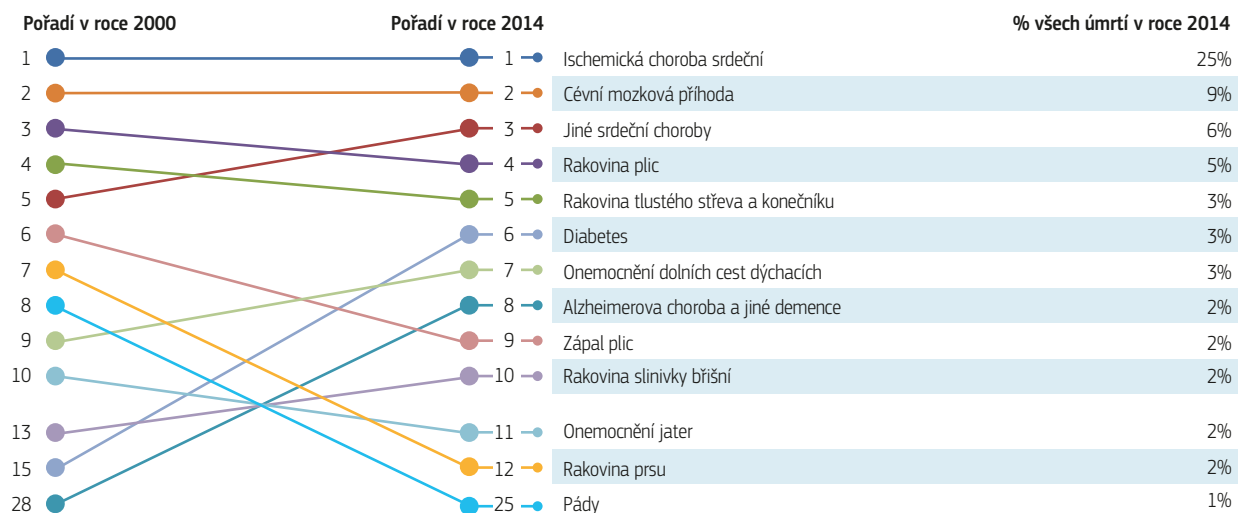 Pořadí v roce 2000 Pořadí v roce 2014 % všech úmrtí v roce 2014
1 1 Ischemická choroba srdeční 25%
2 2 Cévní mozková příhoda 9%
3 3 Jiné srdeční choroby 6%
4 4 Rakovina plic 5%
5 5 Rakovina tlustého střeva a konečníku 3%
6 6 Diabetes 3%
7 7 Onemocnění dolních cest dýchacích 3%
8 8 Alzheimerova choroba a jiné demence 2%
9 9 Zápal plic 2%
10 10 Rakovina slinivky břišní 2%
13 11 Onemocnění jater 2%
15 12 Rakovina prsu 2%
28 25 Pády 1%